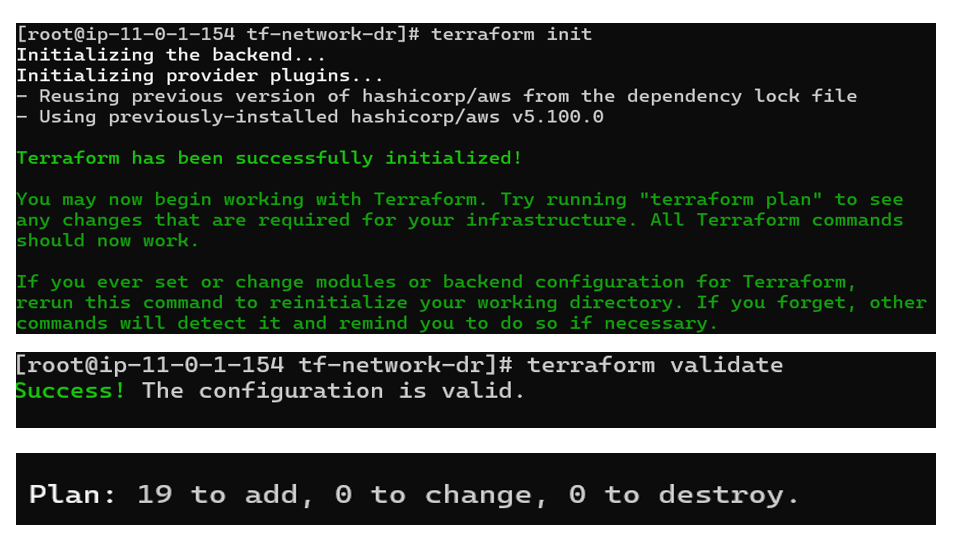 [root@ip-11-0-1-154 tf-network-dr]# terraform init
Initializing the backend...
Initializing provider plugins...
- Reusing previous version of hashicorp/aws from the dependency lock file
- Using previously-installed hashicorp/aws v5.100.0
Terraform has been successfully initialized!
You may now begin working with Terraform. Try running "terraform plan" to see
any changes that are required for your infrastructure. All Terraform commands
should now work.
If you ever set or change modules or backend configuration for Terraform,
rerun this command to reinitialize your working directory. If you forget, other
commands will detect it and remind you to do so if necessary.
[root@ip-11-0-1-154 tf-network-dr]# terraform validate
Success! The configuration is valid.
Plan: 19 to add, 0 to change, 0 to destroy.